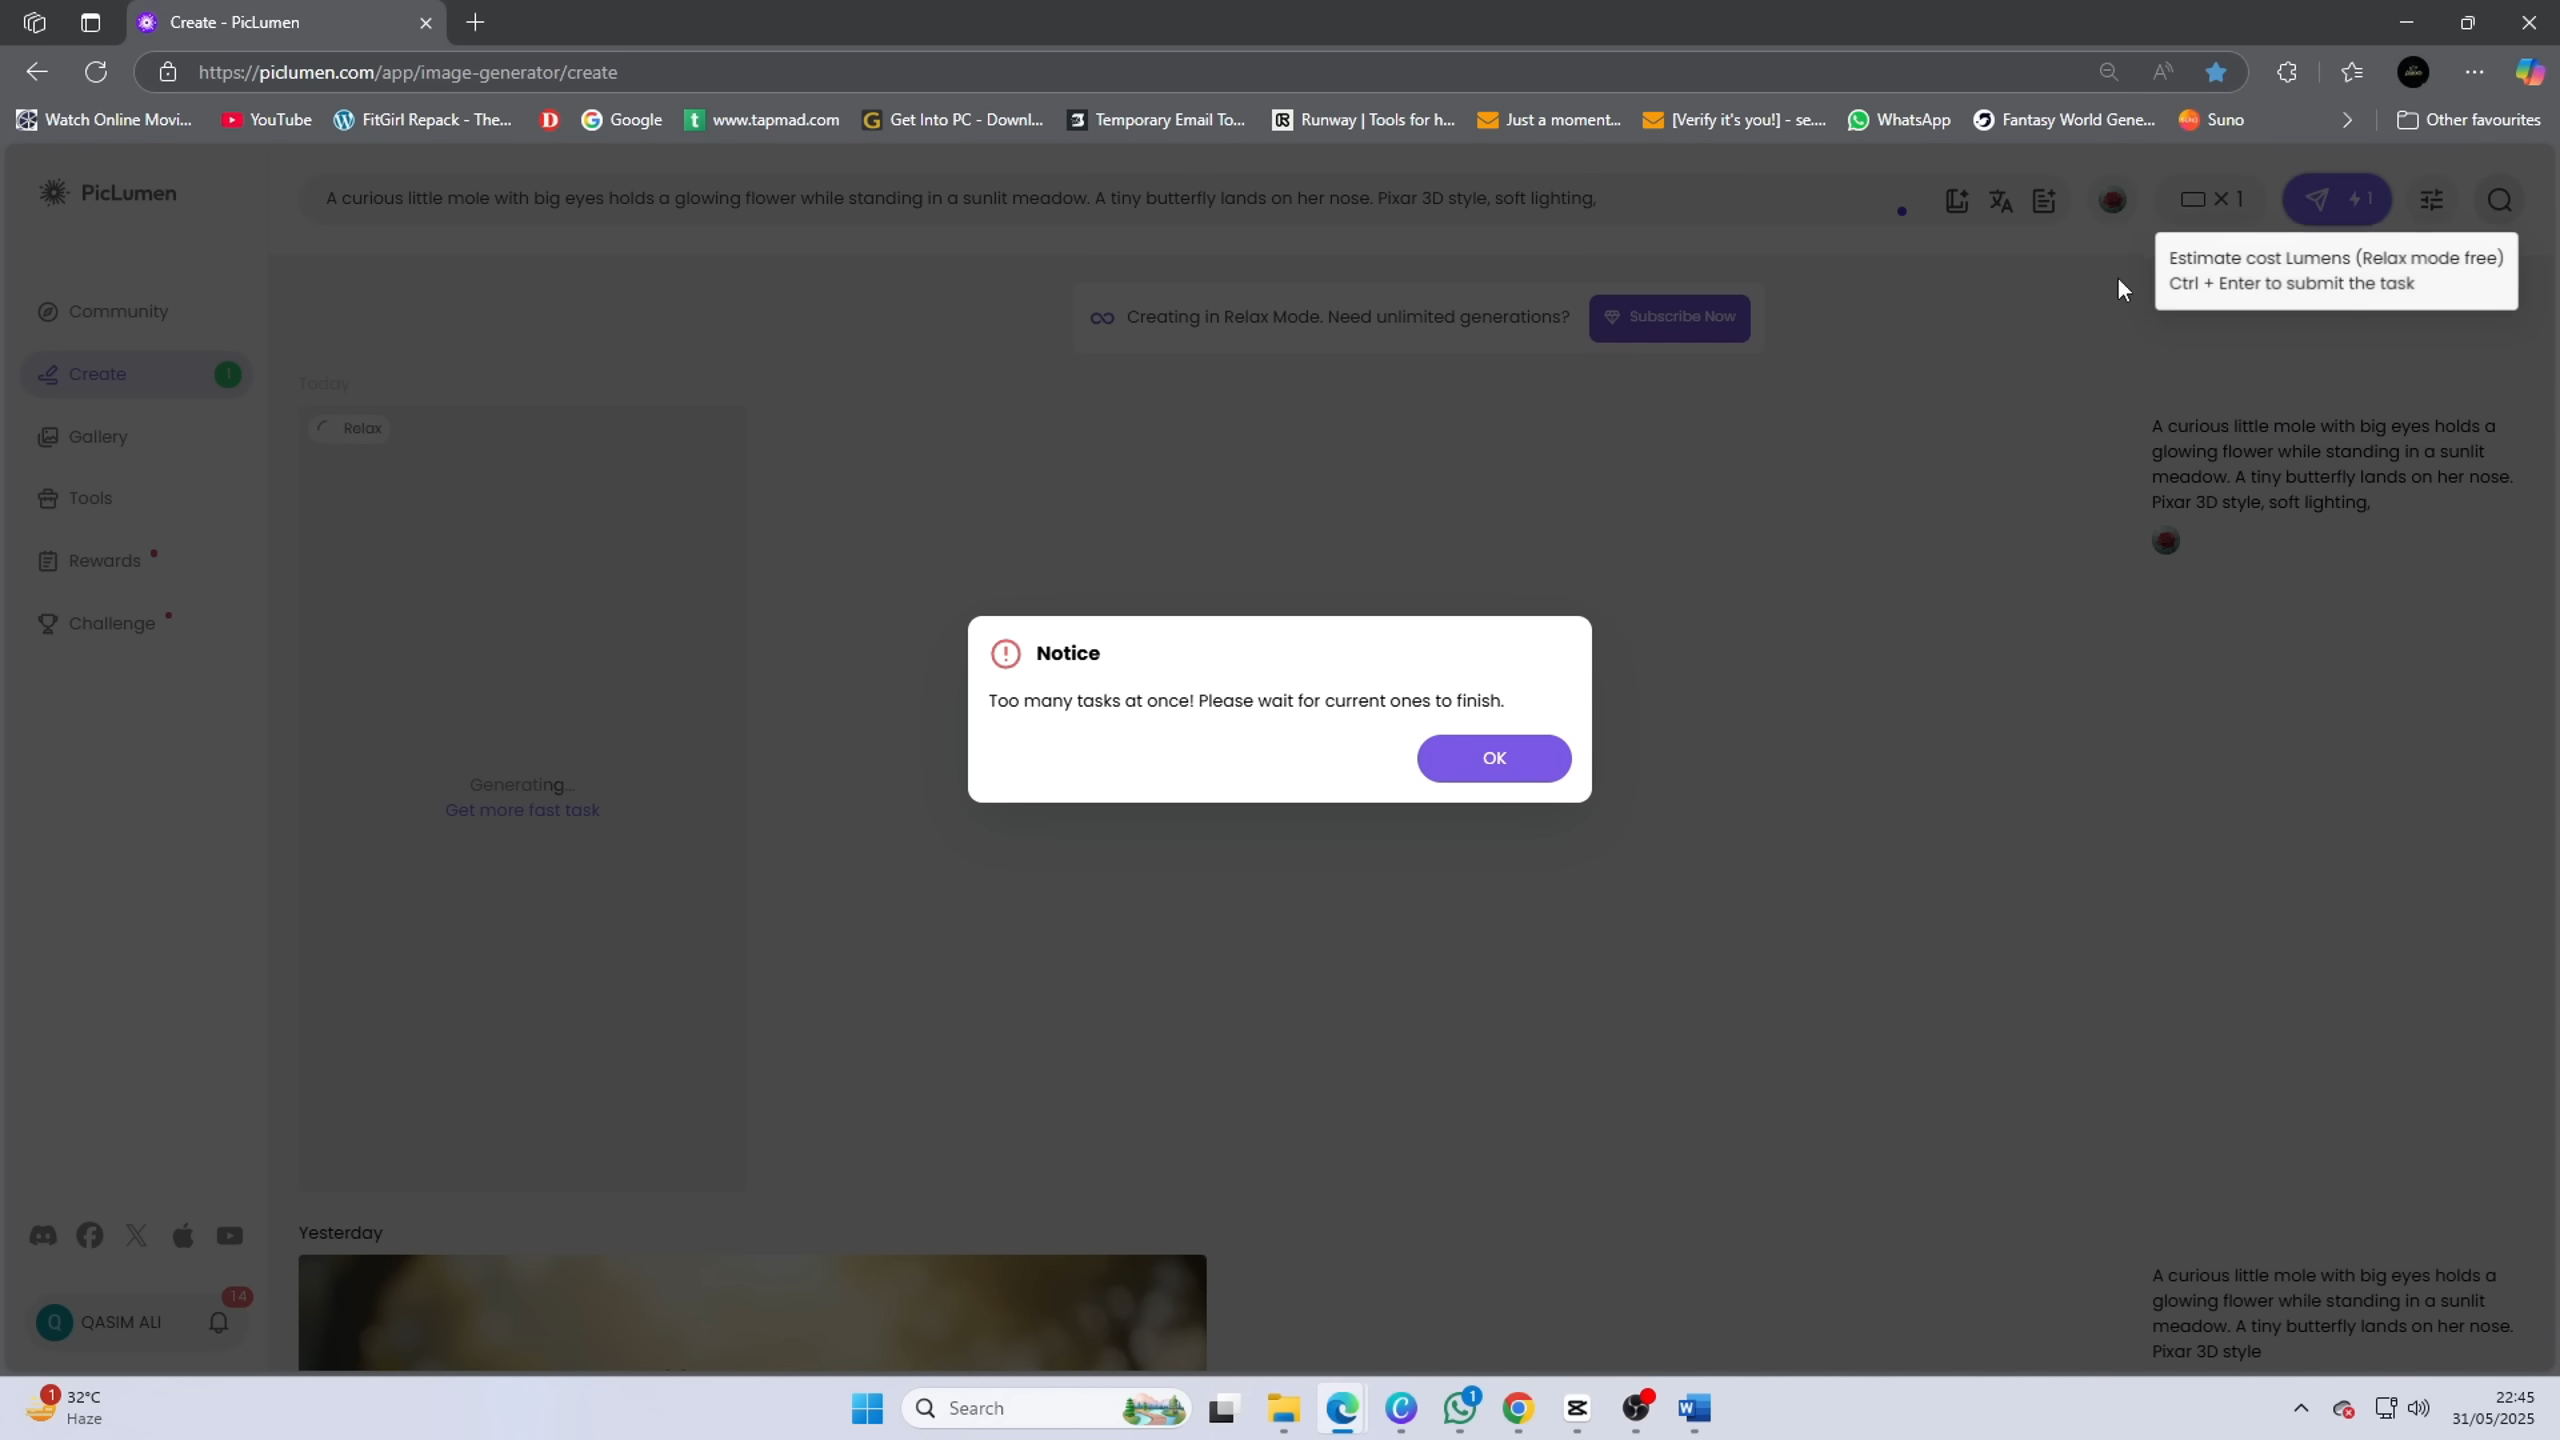 Create - PicLumen
https://piclumen.com/app/image-generator/create
Watch Online Movi...
YouTube
FitGirl Repack - The...
Google
www.tapmad.com
Get Into PC - Downl...
Temporary Email To...
Runway | Tools for h...
Just a moment...
[Verify it's you!] - se....
WhatsApp
Fantasy World Gene...
Suno
Other favourites
PicLumen
A curious little mole with big eyes holds a glowing flower while standing in a sunlit meadow. A tiny butterfly lands on her nose. Pixar 3D style, soft lighting,
× 1
1
Estimate cost Lumens (Relax mode free)
Ctrl + Enter to submit the task
Creating in Relax Mode. Need unlimited generations?
Subscribe Now
Community
Create
1
Gallery
Tools
Rewards
Challenge
Today
Relax
Generating...
Get more fast task
A curious little mole with big eyes holds a
glowing flower while standing in a sunlit
meadow. A tiny butterfly lands on her nose.
Pixar 3D style, soft lighting,
Notice
Too many tasks at once! Please wait for current ones to finish.
OK
Yesterday
A curious little mole with big eyes holds a
glowing flower while standing in a sunlit
meadow. A tiny butterfly lands on her nose.
Pixar 3D style
14
Q
QASIM ALI
1
32°C
Haze
Search
1
22:45
31/05/2025